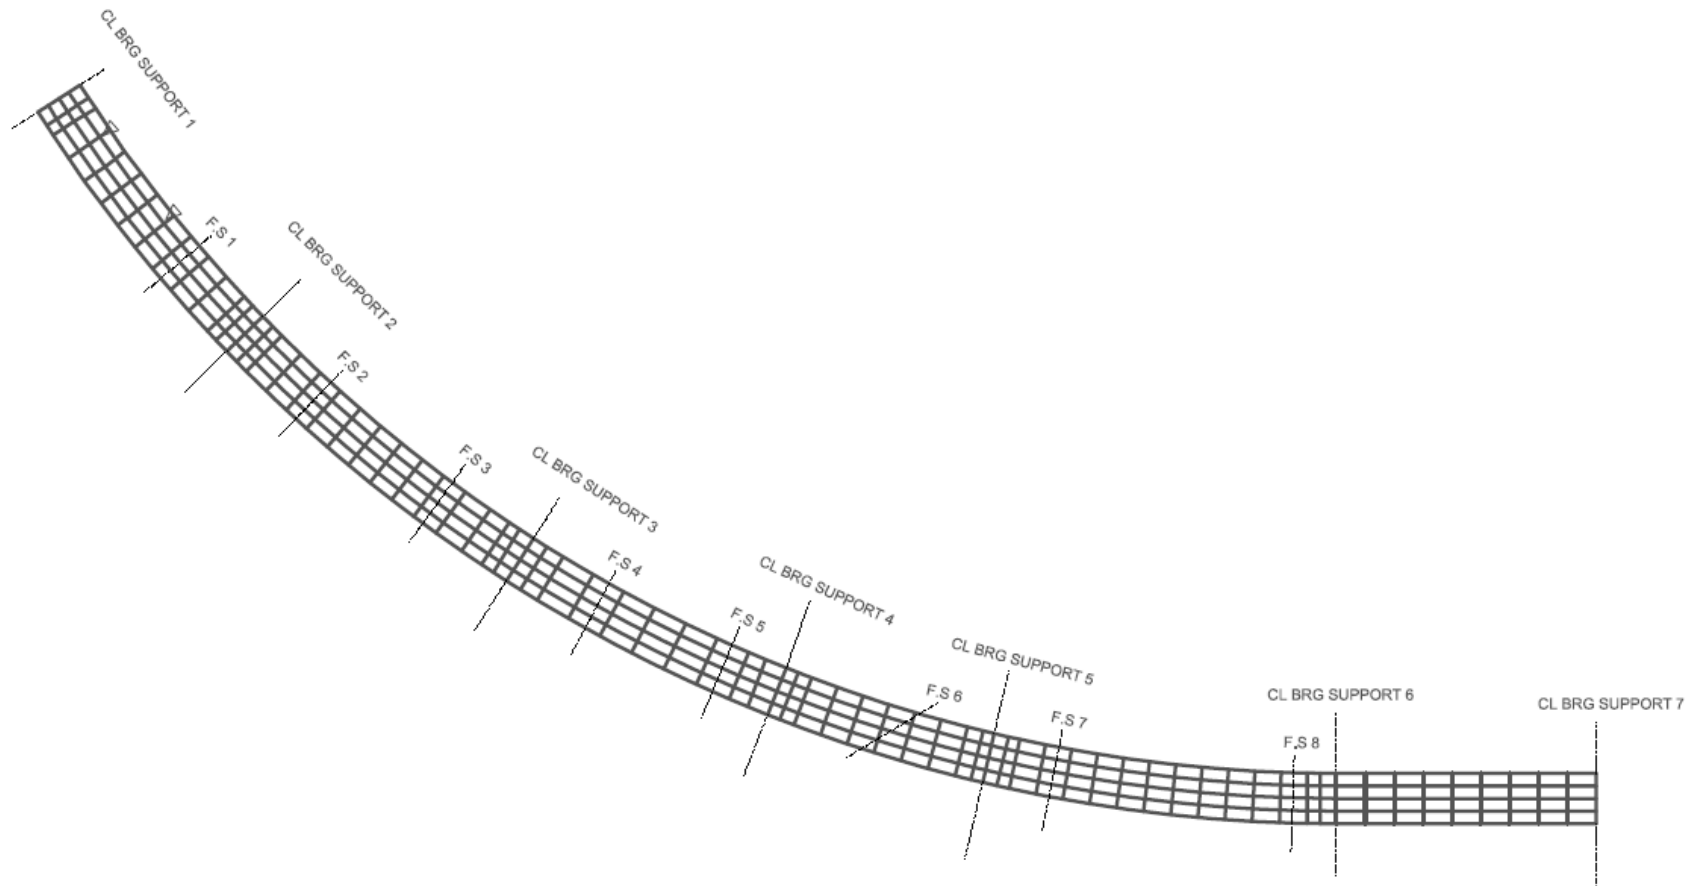 CL BRG SUPPORT 1
F.S 1
CL BRG SUPPORT 2
F.S 2
F.S 3
CL BRG SUPPORT 3
F.S 4
CL BRG SUPPORT 4
F.S 5
CL BRG SUPPORT 5
F.S 6
F.S 7
CL BRG SUPPORT 6
F.S 8
CL BRG SUPPORT 7